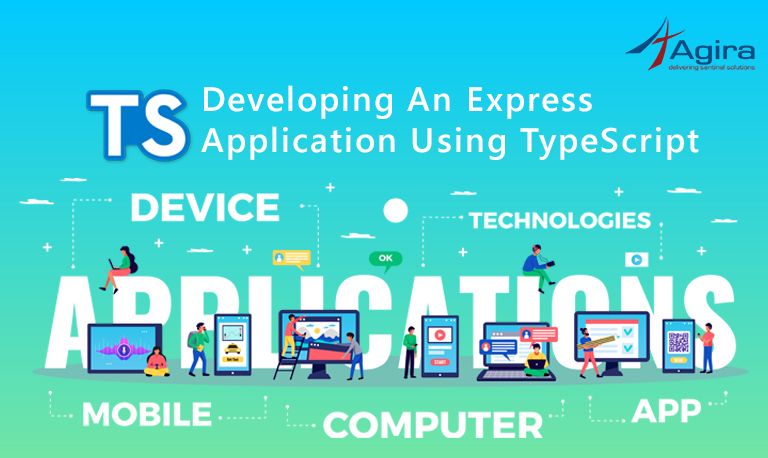 Agira
delivering sentinel solutions
TS
Developing An Express
Application Using TypeScript
DEVICE
TECHNOLOGIES
OK
APPLICATIONS
START
MOBILE
COMPUTER
APP